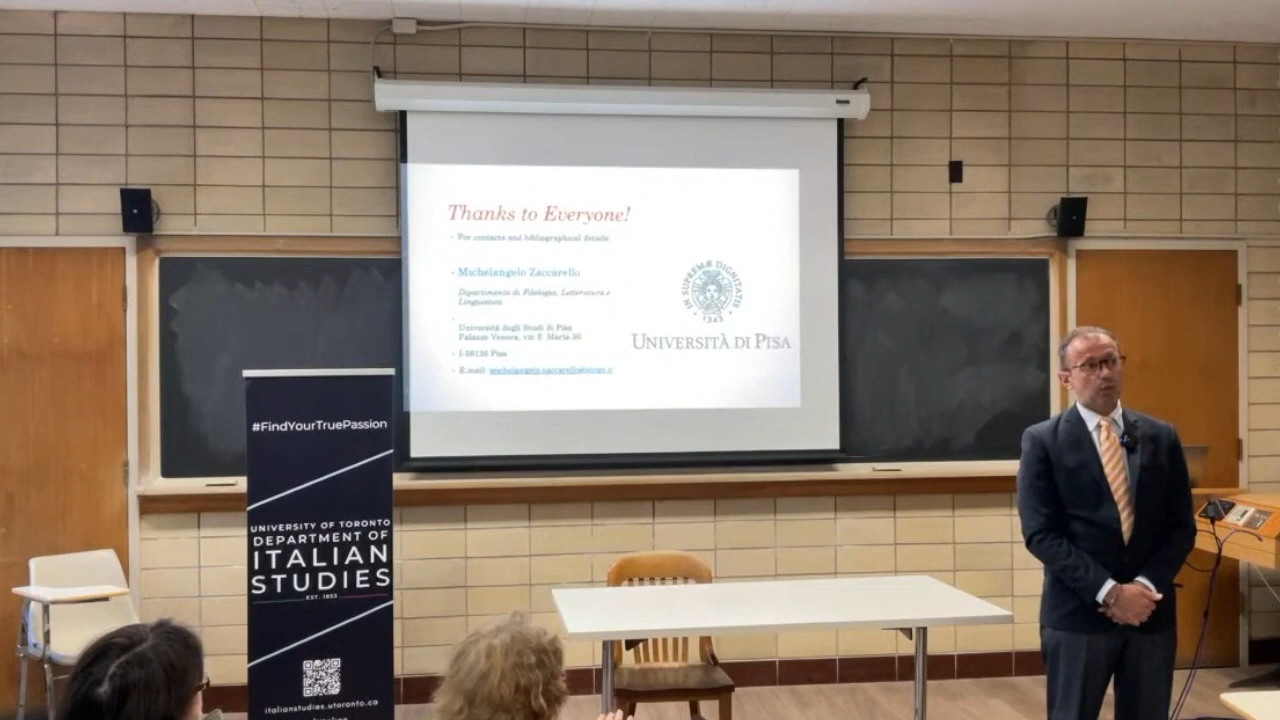 Thanks to Everyone!
- For contacts and bibliographical details
- Michelangelo Zaccarello
Dipartimento di Filologia, Letteratura e
Linguistica
Università degli Studi di Pisa
Palazzo Venera, via S. Maria 36
- I-56126 Pisa
- E.mail:
IN SUPREMÆ DIGNITATIS
1343
UNIVERSITÀ DI PISA
#FindYourTruePassion
UNIVERSITY OF TORONTO
DEPARTMENT OF
ITALIAN
STUDIES
EST. 1853
italianstudies.utoronto.ca